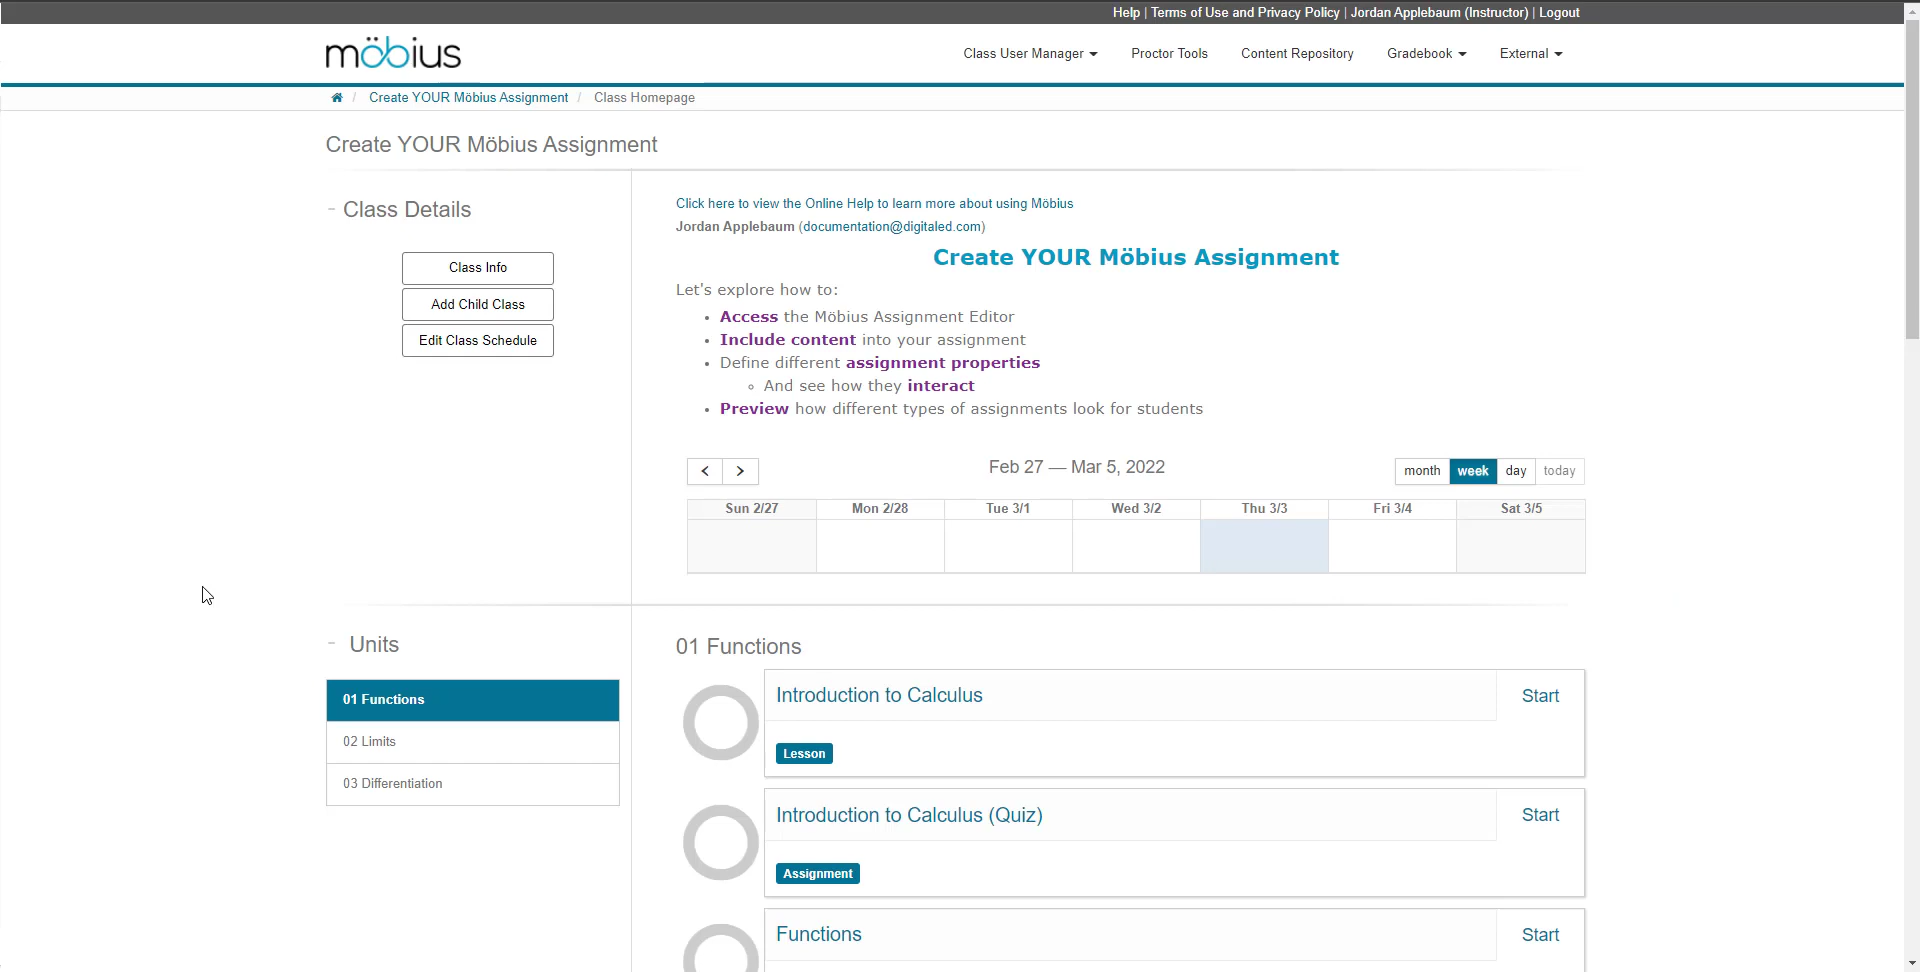 Help | Terms of Use and Privacy Policy | Jordan Applebaum (Instructor) | Logout
möbius
Class User Manager Proctor Tools Content Repository Gradebook External
/ Create YOUR Möbius Assignment / Class Homepage
Create YOUR Möbius Assignment
- Class Details
Class Info
Add Child Class
Edit Class Schedule
Click here to view the Online Help to learn more about using Möbius
Jordan Applebaum (documentation@digitaled.com)
Create YOUR Möbius Assignment
Let's explore how to:
• Access the Möbius Assignment Editor
• Include content into your assignment
• Define different assignment properties
◦ And see how they interact
• Preview how different types of assignments look for students
< > Feb 27 — Mar 5, 2022 month week day today
Sun 2/27 Mon 2/28 Tue 3/1 Wed 3/2 Thu 3/3 Fri 3/4 Sat 3/5
- Units
01 Functions
02 Limits
03 Differentiation
01 Functions
Introduction to Calculus Start
Lesson
Introduction to Calculus (Quiz) Start
Assignment
Functions Start